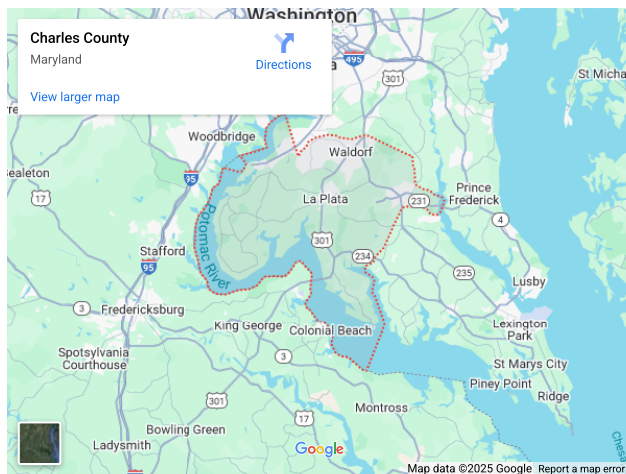 Washington
Charles County
Maryland
Directions
View larger map
495
301
St Micha
Woodbridge
Waldorf
95
ealeton
17
La Plata
231
Prince
Frederick
4
Potomac River
301
234
Stafford
95
235
Lusby
3
Fredericksburg
King George
Colonial Beach
Lexington
Park
Spotsylvania
Courthouse
3
St Marys City
Piney Point
Ridge
301
17
Montross
Bowling Green
Ladysmith
Google
Chesa
Map data ©2025 Google
Report a map error